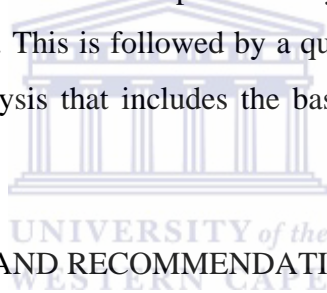 . This is followed by a qu
ysis that includes the bas
UNIVERSITY of the
AND RECOMMENDATI
WESTERN CAPE